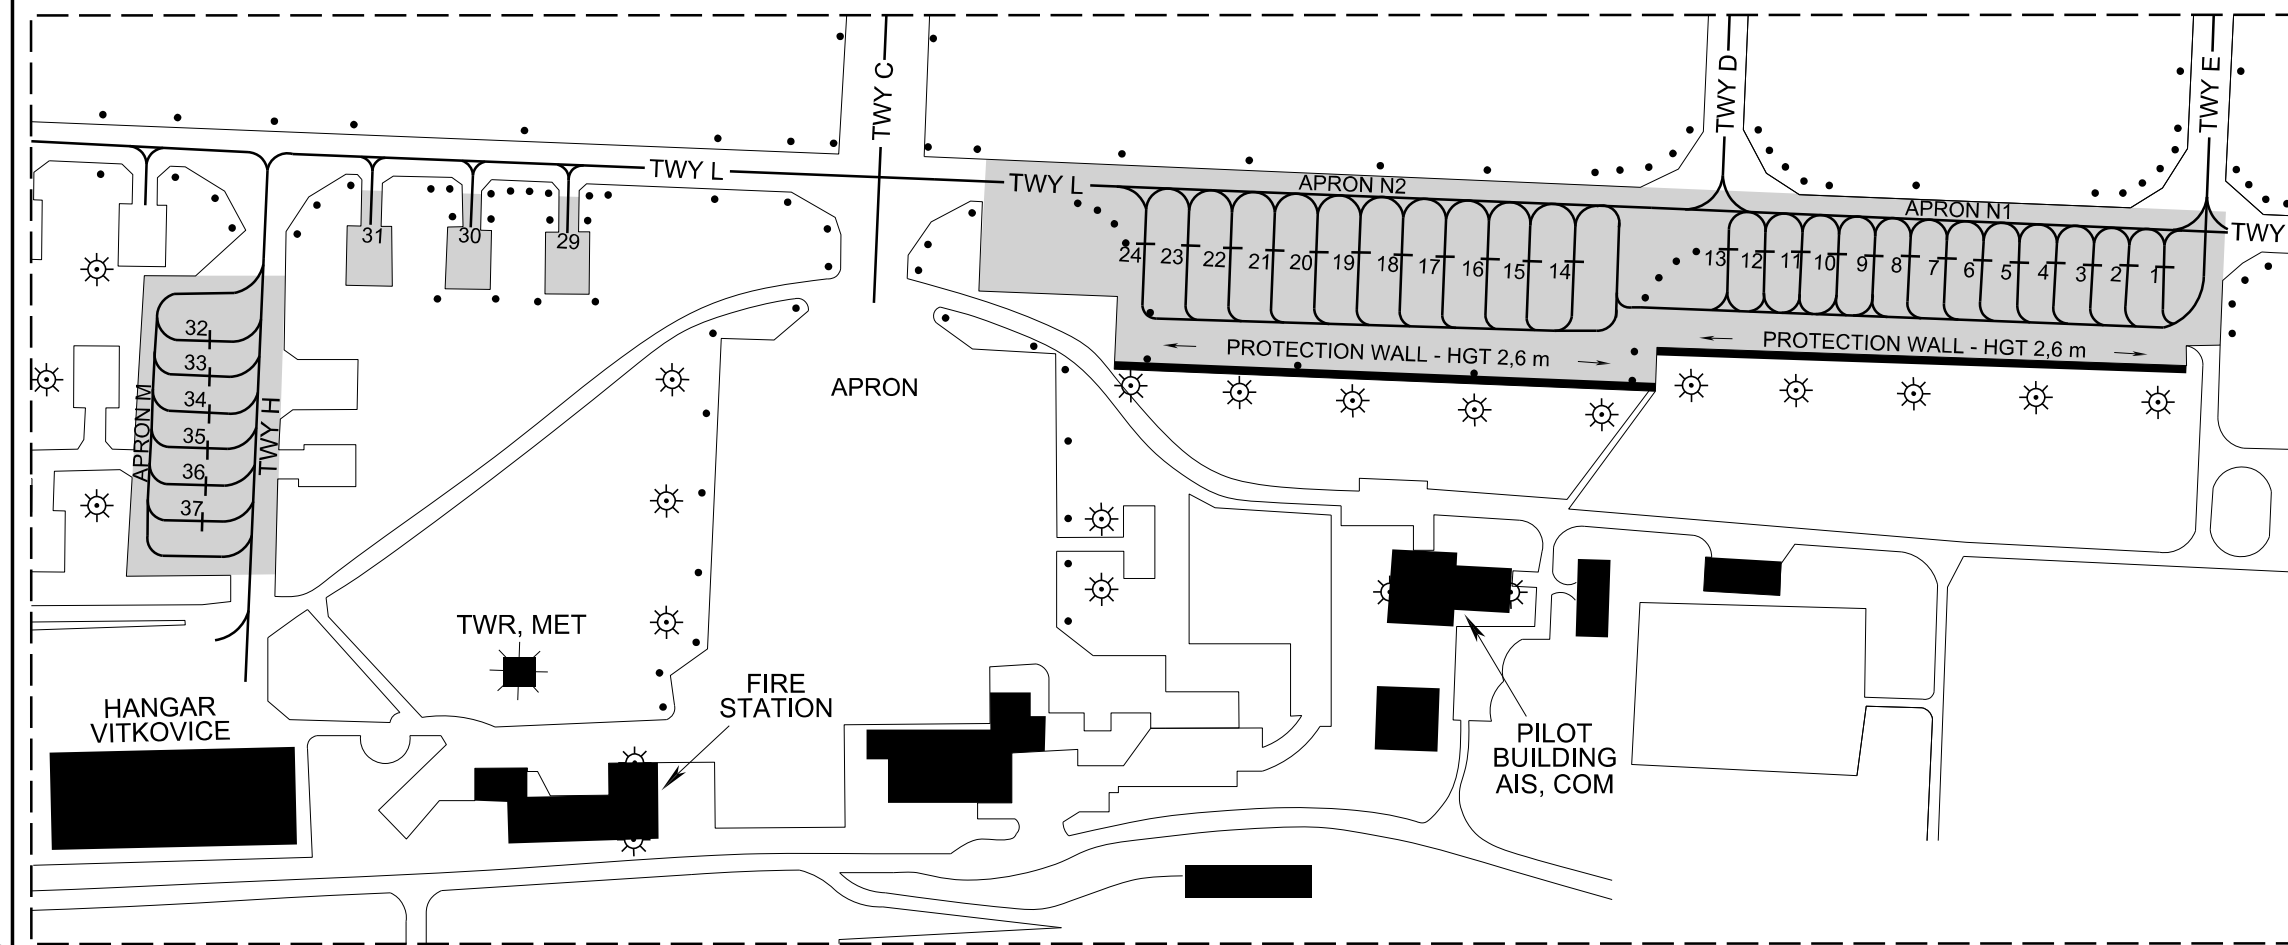 TWY C
TWY D
TWY E
TWY L
TWY L
APRON N2
APRON N1
TWY
31
30
29
24
23
22
21
20
19
18
17
16
15
14
13
12
11
10
9
8
7
6
5
4
3
2
1
32
33
34
35
36
37
APRON M
TWY H
PROTECTION WALL - HGT 2,6 m
PROTECTION WALL - HGT 2,6 m
APRON
TWR, MET
FIRE
STATION
HANGAR
VITKOVICE
PILOT
BUILDING
AIS, COM